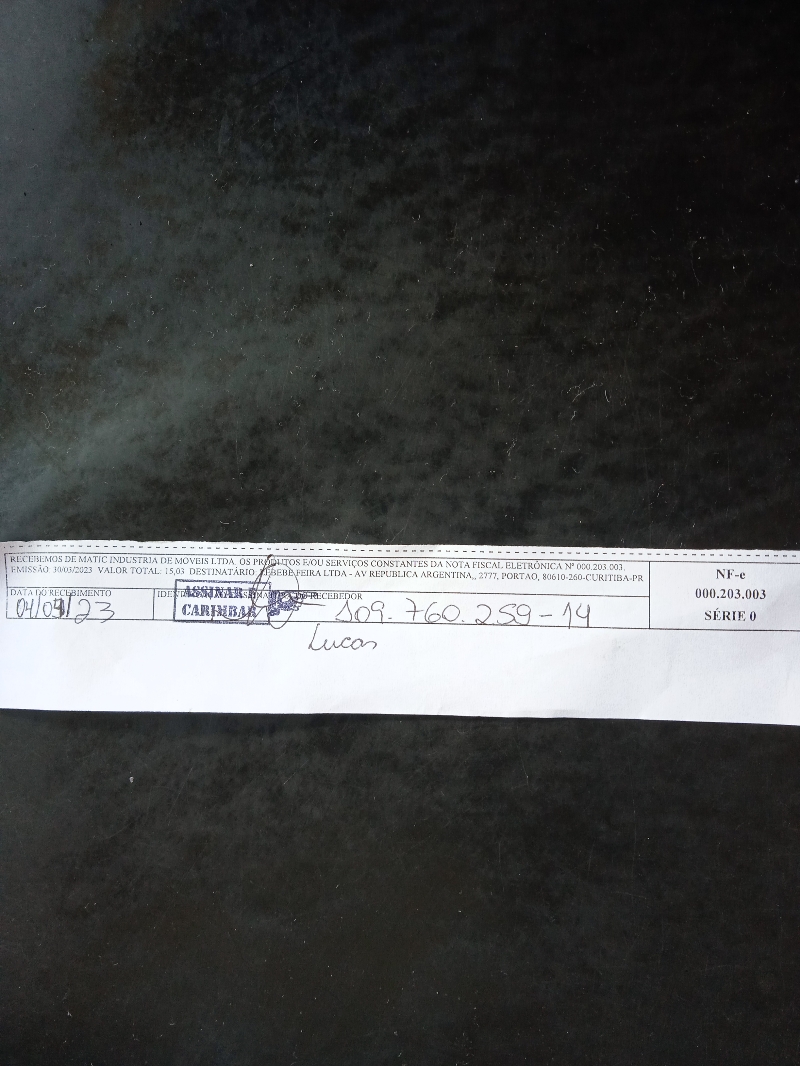 RECEBEMOS DE MATIC INDUSTRIA DE MOVEIS LTDA. OS PRODUTOS E/OU SERVIÇOS CONSTANTES DA NOTA FISCAL ELETRÔNICA Nº 000.203.003.
EMISSÃO: 30/03/2023 VALOR TOTAL: 15,03 DESTINATÁRIO: BEBE FEIRA LTDA - AV REPUBLICA ARGENTINA,, 2777, PORTAO, 80610-260-CURITIBA-PR
NF-e
000.203.003
SÉRIE 0
DATA DO RECEBIMENTO
RECEBEDOR
ASSINAR
CARIMBAR
109.760.259-14
Lucas